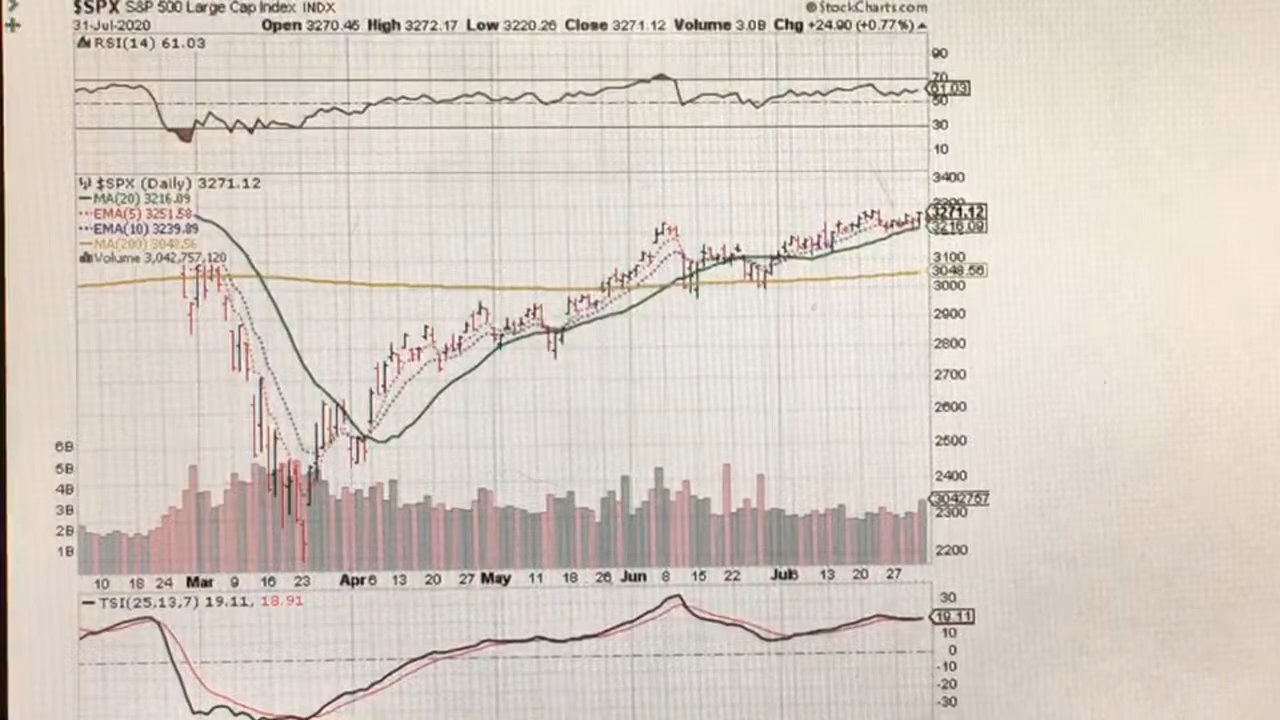 $SPX S&P 500 Large Cap Index INDX @StockCharts.com
31-Jul-2020 Open 3270.45 High 3272.17 Low 3220.26 Close 3271.12 Volume 3.0B Chg +24.90 (+0.77%)
RSI(14) 61.03
90
70
61.03
50
30
10
$SPX (Daily) 3271.12
MA(20) 3216.09
EMA(5) 3251.58
EMA(10) 3239.89
MA(200) 3048.56
Volume 3,042,757,120
3400
3271.12
3216.09
3100
3048.56
3000
2900
2800
2700
2600
2500
2400
3042757
2300
2200
6B
5B
4B
3B
2B
1B
10 18 24 Mar 9 16 23 Apr 6 13 20 27 May 11 18 26 Jun 8 15 22 Jul 13 20 27
TSI(25,13,7) 19.11, 18.91
30
19.11
10
0
-10
-20
-30